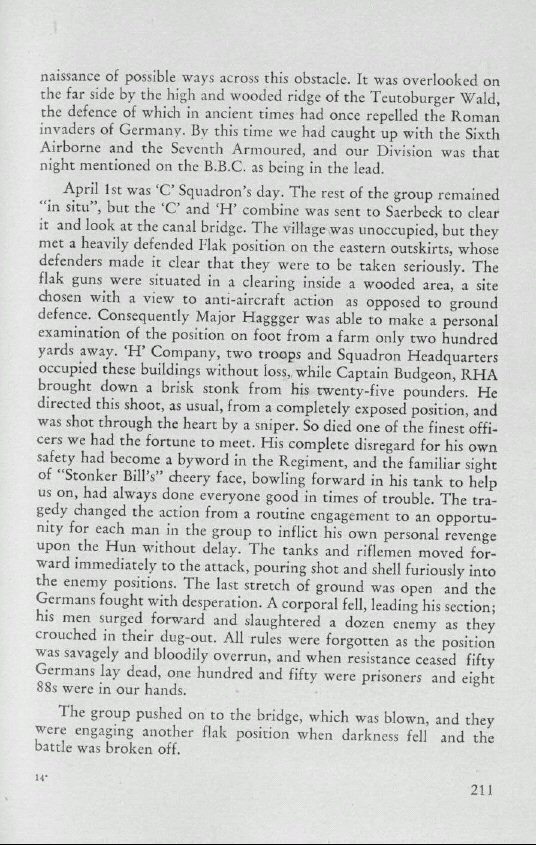 naissance of possible ways across this obstacle. It was overlooked on
the far side by the high and wooded ridge of the Teutoburger Wald,
the defence of which in ancient times had once repelled the Roman
invaders of Germany. By this time we had caught up with the Sixth
Airborne and the Seventh Armoured, and our Division was that
night mentioned on the B.B.C. as being in the lead.
April 1st was ‘C’ Squadron’s day. The rest of the group remained
“in situ”, but the ‘C’ and ‘H’ combine was sent to Saerbeck to clear
it and look at the canal bridge. The village was unoccupied, but they
met a heavily defended Flak position on the eastern outskirts, whose
defenders made it clear that they were to be taken seriously. The
flak guns were situated in a clearing inside a wooded area, a site
chosen with a view to anti-aircraft action as opposed to ground
defence. Consequently Major Haggger was able to make a personal
examination of the position on foot from a farm only two hundred
yards away. ‘H’ Company, two troops and Squadron Headquarters
occupied these buildings without loss, while Captain Budgeon, RHA
brought down a brisk stonk from his twenty-five pounders. He
directed this shoot, as usual, from a completely exposed position, and
was shot through the heart by a sniper. So died one of the finest offi-
cers we had the fortune to meet. His complete disregard for his own
safety had become a byword in the Regiment, and the familiar sight
of “Stonker Bill’s” cheery face, bowling forward in his tank to help
us on, had always done everyone good in times of trouble. The tra-
gedy changed the action from a routine engagement to an opportu-
nity for each man in the group to inflict his own personal revenge
upon the Hun without delay. The tanks and riflemen moved for-
ward immediately to the attack, pouring shot and shell furiously into
the enemy positions. The last stretch of ground was open and the
Germans fought with desperation. A corporal fell, leading his section;
his men surged forward and slaughtered a dozen enemy as they
crouched in their dug-out. All rules were forgotten as the position
was savagely and bloodily overrun, and when resistance ceased fifty
Germans lay dead, one hundred and fifty were prisoners and eight
88s were in our hands.
The group pushed on to the bridge, which was blown, and they
were engaging another flak position when darkness fell and the
battle was broken off.
14*
211